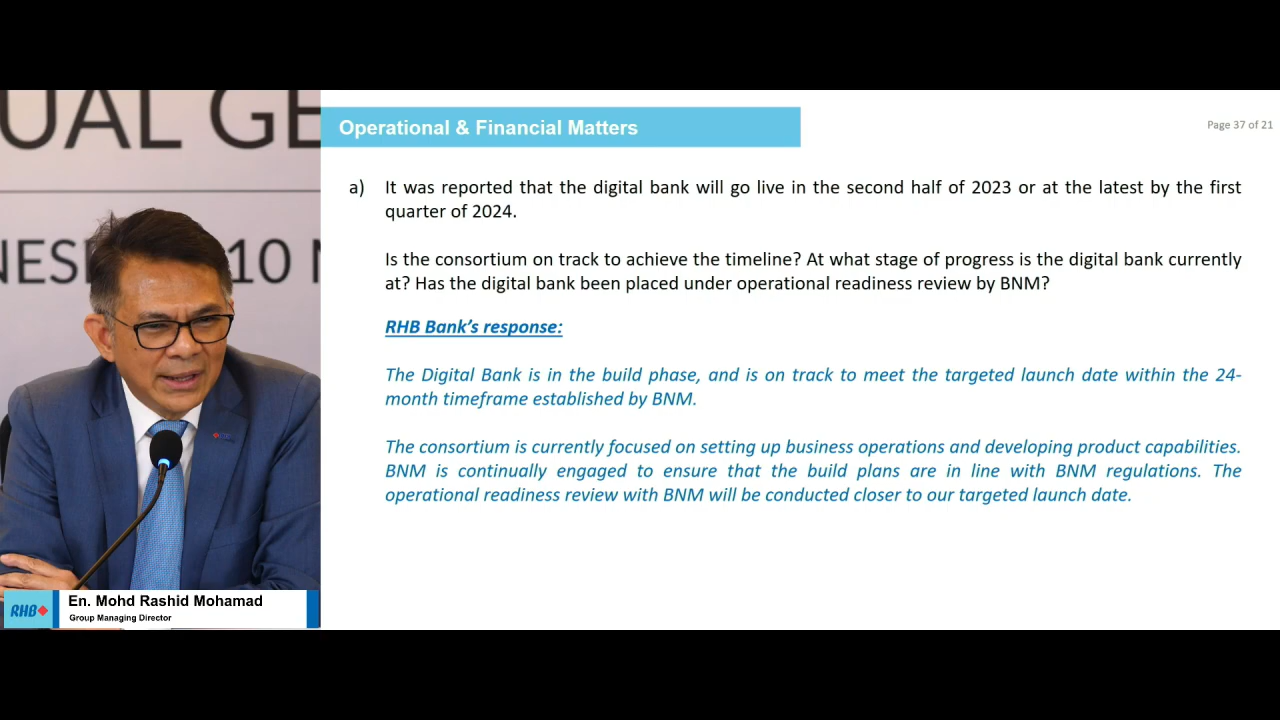 UAL GE
NES
10
Operational & Financial Matters
Page 37 of 21
a) It was reported that the digital bank will go live in the second half of 2023 or at the latest by the first
quarter of 2024.
Is the consortium on track to achieve the timeline? At what stage of progress is the digital bank currently
at? Has the digital bank been placed under operational readiness review by BNM?
RHB Bank's response:
The Digital Bank is in the build phase, and is on track to meet the targeted launch date within the 24-
month timeframe established by BNM.
The consortium is currently focused on setting up business operations and developing product capabilities.
BNM is continually engaged to ensure that the build plans are in line with BNM regulations. The
operational readiness review with BNM will be conducted closer to our targeted launch date.
RHB
En. Mohd Rashid Mohamad
Group Managing Director